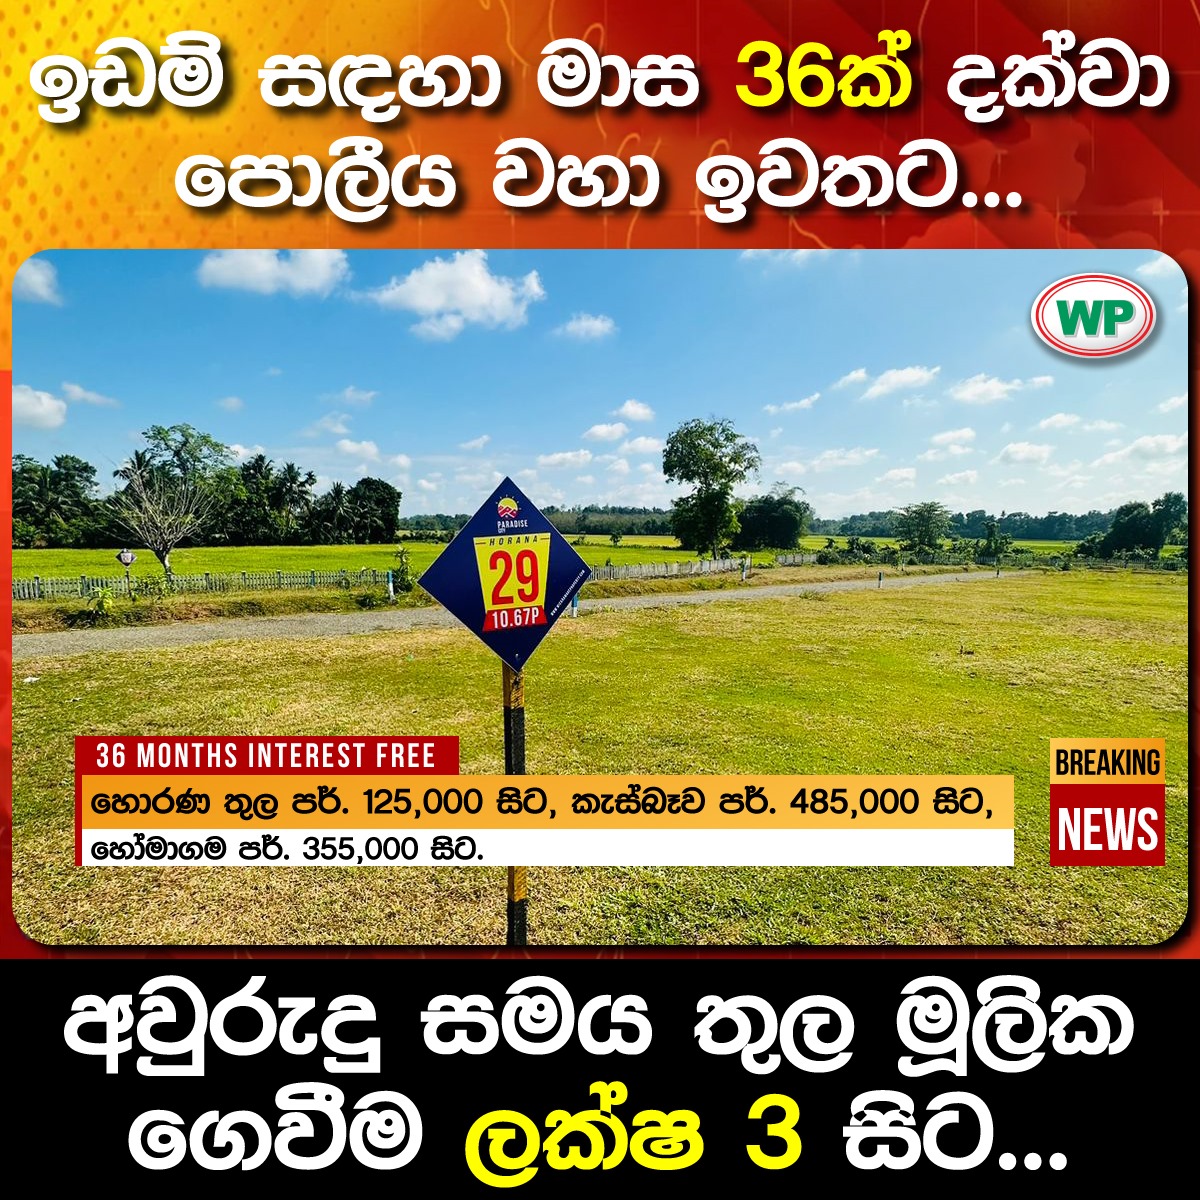 ඉඩම් සඳහා මාස 36ක් දක්වා
පොලීය වහා ඉවතට...
WP
PARADISE
CITY
HORANA
29
10.67P
36 MONTHS INTEREST FREE
හොරණ තුල පර්. 125,000 සිට, කැස්බෑව පර්. 485,000 සිට,
හෝමාගම පර්. 355,000 සිට.
BREAKING
NEWS
අවුරුදු සමය තුල මූලික
ගෙවීම ලක්ෂ 3 සිට...